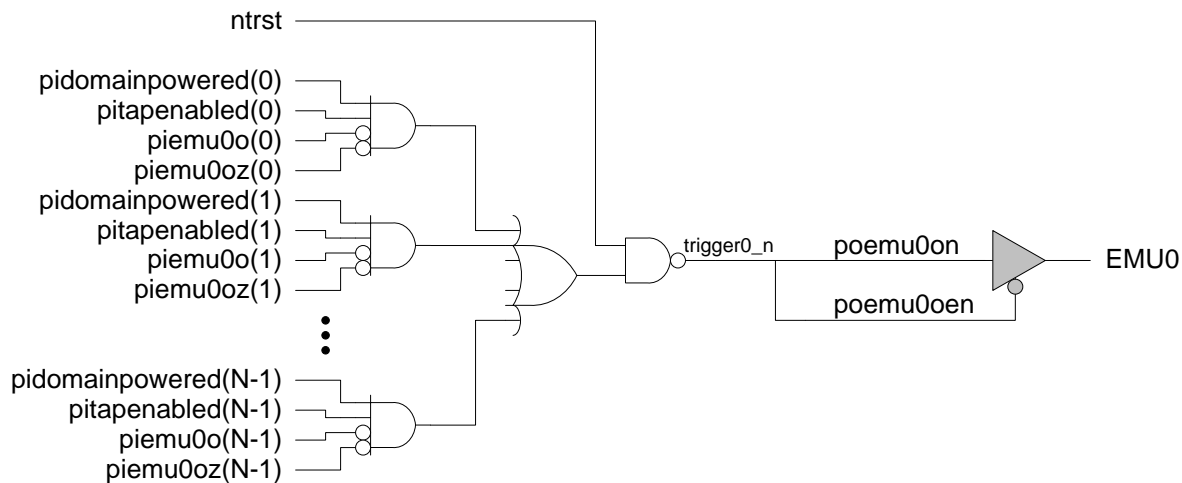 ntrst
pidomainpowered(0)
pitapenabled(0)
piemu0o(0)
piemu0oz(0)
pidomainpowered(1)
pitapenabled(1)
piemu0o(1)
piemu0oz(1)
trigger0_n
poemu0on
EMU0
poemu0oen
pidomainpowered(N-1)
pitapenabled(N-1)
piemu0o(N-1)
piemu0oz(N-1)